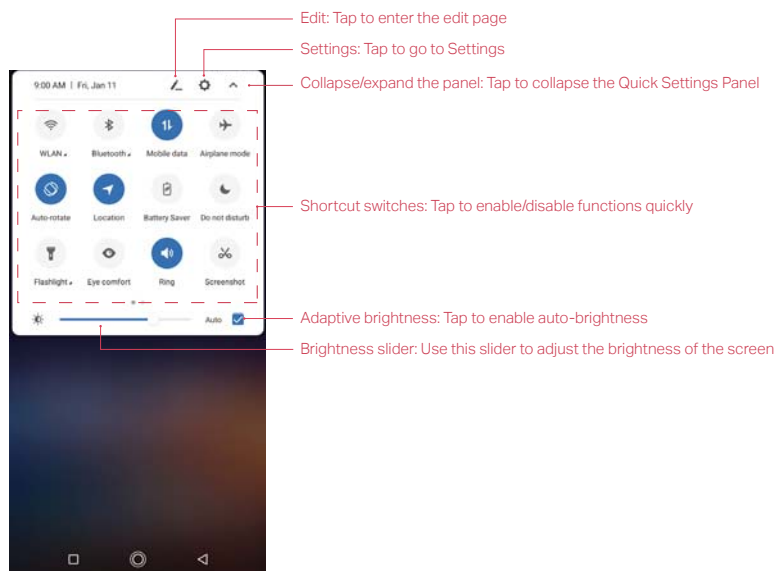 Edit: Tap to enter the edit page
Settings: Tap to go to Settings
9:00 AM | Fri, Jan 11
Collapse/expand the panel: Tap to collapse the Quick Settings Panel
WLAN Bluetooth Mobile data Airplane mode
Shortcut switches: Tap to enable/disable functions quickly
Auto-rotate Location Battery Saver Do not disturb
Flashlight Eye comfort Ring Screenshot
Adaptive brightness: Tap to enable auto-brightness
Auto
Brightness slider: Use this slider to adjust the brightness of the screen